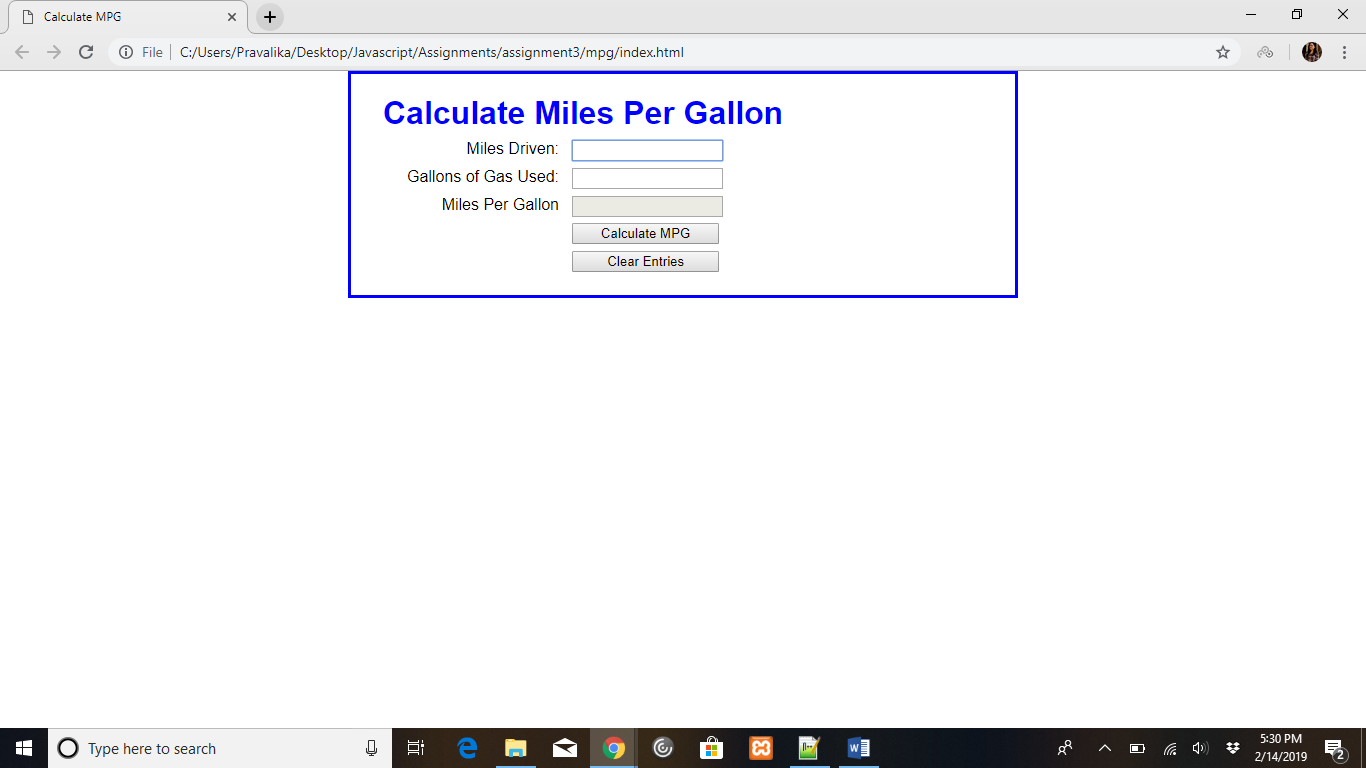 Calculate MPG
File C:/Users/Pravalika/Desktop/Javascript/Assignments/assignment3/mpg/index.html
Calculate Miles Per Gallon
Miles Driven:
Gallons of Gas Used:
Miles Per Gallon
Calculate MPG
Clear Entries
Type here to search
5:30 PM
2/14/2019
2